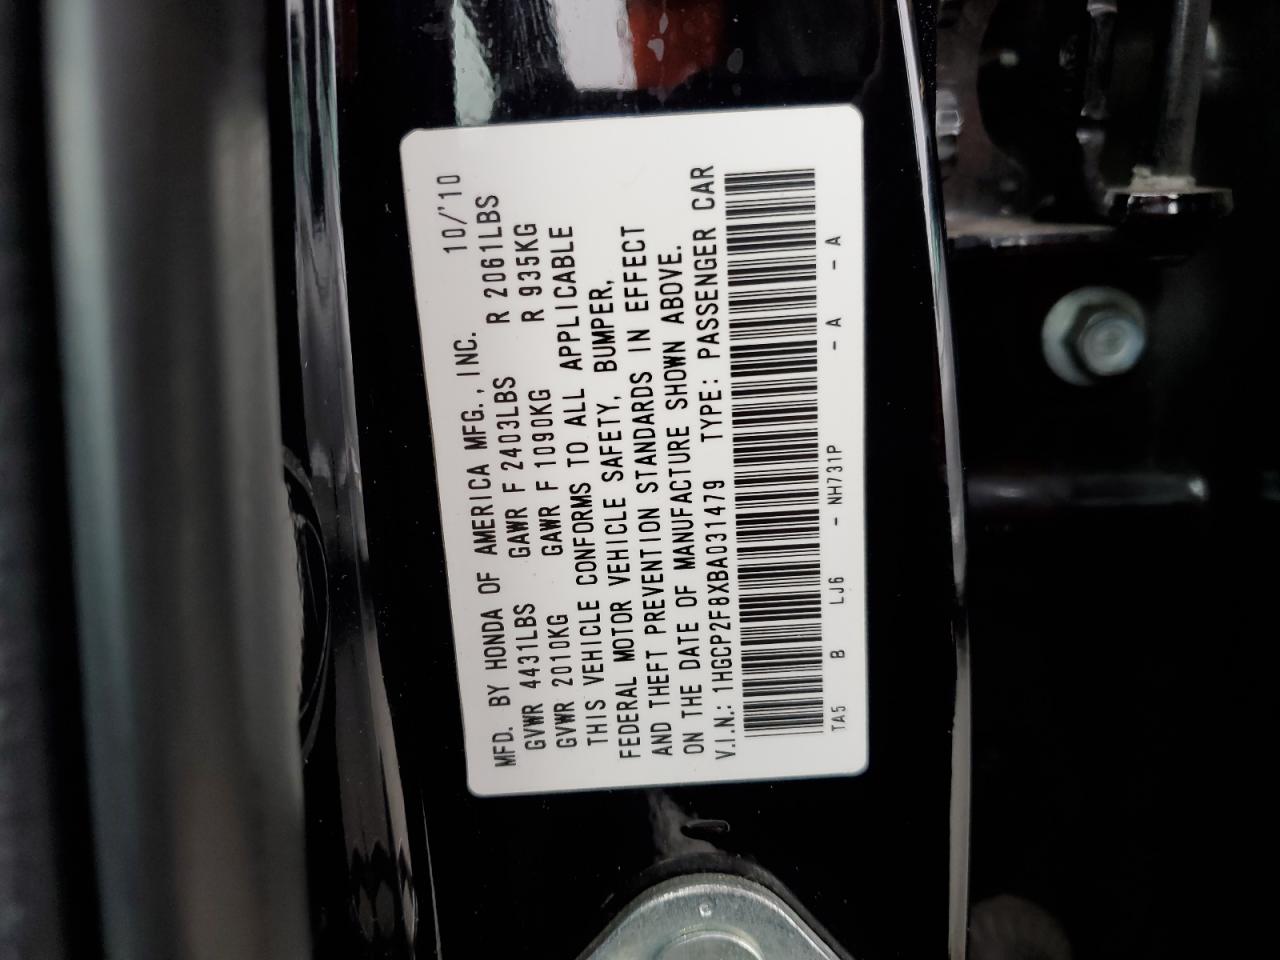 MFD. BY HONDA OF AMERICA MFG., INC. 10/'10
GVWR 4431LBS GAWR F 2403LBS R 2061LBS
GVWR 2010KG GAWR F 1090KG R 935KG
THIS VEHICLE CONFORMS TO ALL APPLICABLE
FEDERAL MOTOR VEHICLE SAFETY, BUMPER,
AND THEFT PREVENTION STANDARDS IN EFFECT
ON THE DATE OF MANUFACTURE SHOWN ABOVE.
V.I.N.: 1HGCP2F8XBA031479 TYPE: PASSENGER CAR
TA5 B LJ6 - NH731P - A - A